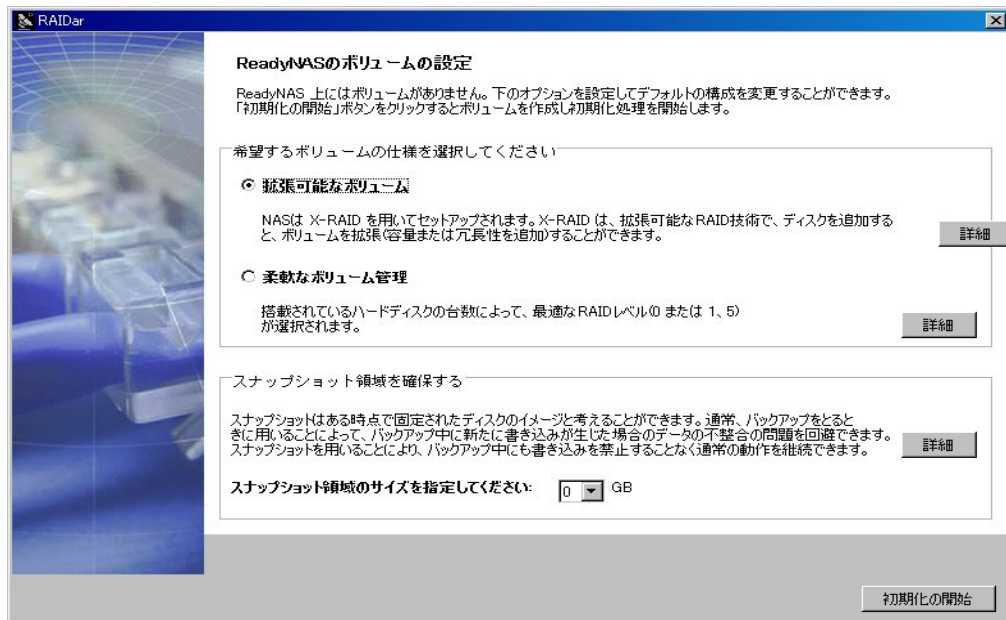 RAIDar
ReadyNASのボリュームの設定
ReadyNAS 上にはボリュームがありません。下のオプションを設定してデフォルトの構成を変更することができます。
「初期化の開始」ボタンをクリックするとボリュームを作成し初期化処理を開始します。
希望するボリュームの仕様を選択してください
拡張可能なボリューム
NASは X-RAID を用いてセットアップされます。X-RAID は、拡張可能なRAID技術で、ディスクを追加する
と、ボリュームを拡張(容量または冗長性を追加)することができます。
詳細
柔軟なボリューム管理
搭載されているハードディスクの台数によって、最適なRAIDレベル(0 または 1、5)
が選択されます。
詳細
スナップショット領域を確保する
スナップショットはある時点で固定されたディスクのイメージと考えることができます。通常、バックアップをとると
きに用いることによって、バックアップ中に新たに書き込みが生じた場合のデータの不整合の問題を回避できます。
スナップショットを用いることにより、バックアップ中にも書き込みを禁止することなく通常の動作を継続できます。
詳細
スナップショット領域のサイズを指定してください: 0 GB
初期化の開始